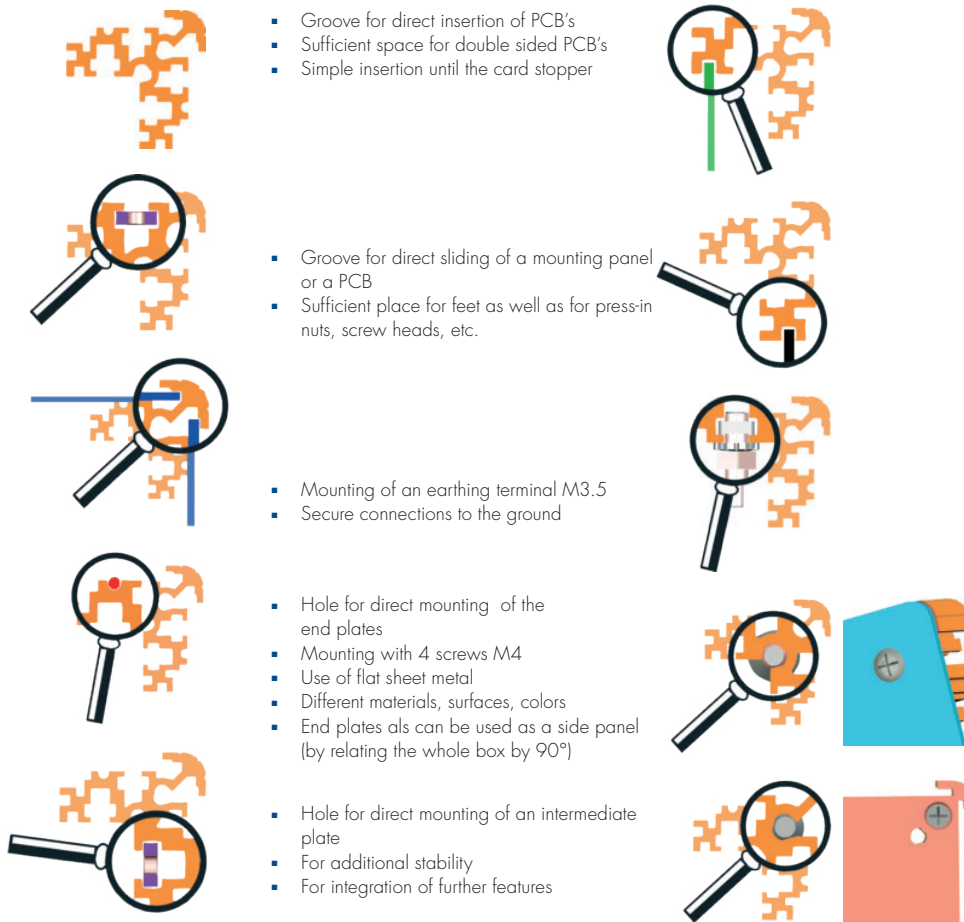 ▪ Groove for direct insertion of PCB’s
▪ Sufficient space for double sided PCB’s
▪ Simple insertion until the card stopper
▪ Groove for direct sliding of a mounting panel
or a PCB
▪ Sufficient place for feet as well as for press-in
nuts, screw heads, etc.
▪ Mounting of an earthing terminal M3.5
▪ Secure connections to the ground
▪ Hole for direct mounting  of the
end plates
▪ Mounting with 4 screws M4
▪ Use of flat sheet metal
▪ Different materials, surfaces, colors
▪ End plates als can be used as a side panel
(by relating the whole box by 90°)
▪ Hole for direct mounting of an intermediate
plate
▪ For additional stability
▪ For integration of further features